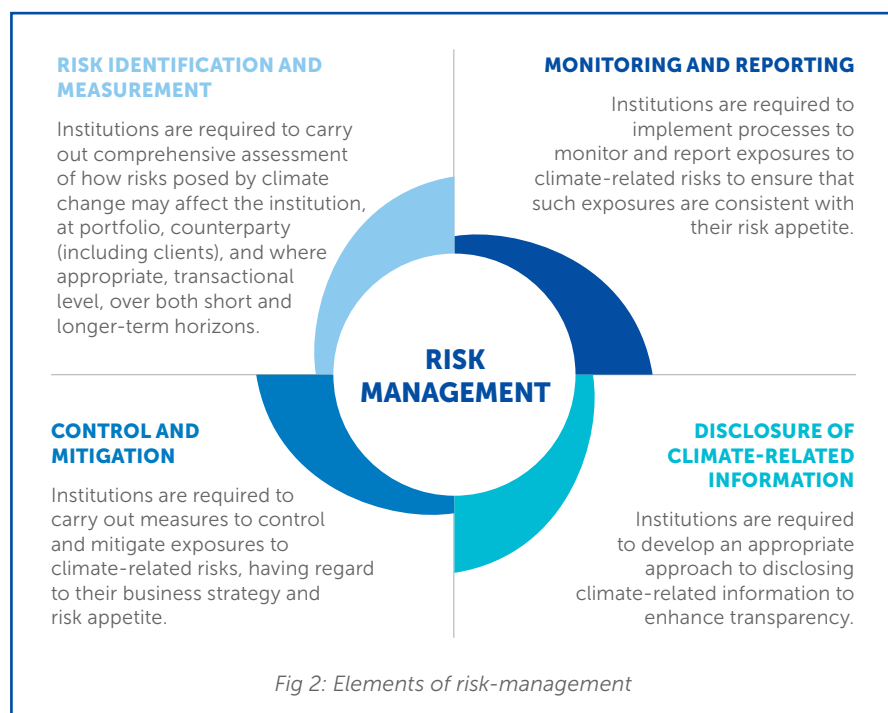 RISK IDENTIFICATION AND
MEASUREMENT
Institutions are required to carry
out comprehensive assessment
of how risks posed by climate
change may affect the institution,
at portfolio, counterparty
(including clients), and where
appropriate, transactional
level, over both short and
longer-term horizons.
MONITORING AND REPORTING
Institutions are required to
implement processes to
monitor and report exposures to
climate-related risks to ensure that
such exposures are consistent with
their risk appetite.
RISK
MANAGEMENT
CONTROL AND
MITIGATION
Institutions are required to
carry out measures to control
and mitigate exposures to
climate-related risks, having regard
to their business strategy and
risk appetite.
DISCLOSURE OF
CLIMATE-RELATED
INFORMATION
Institutions are required
to develop an appropriate
approach to disclosing
climate-related information to
enhance transparency.
Fig 2: Elements of risk-management